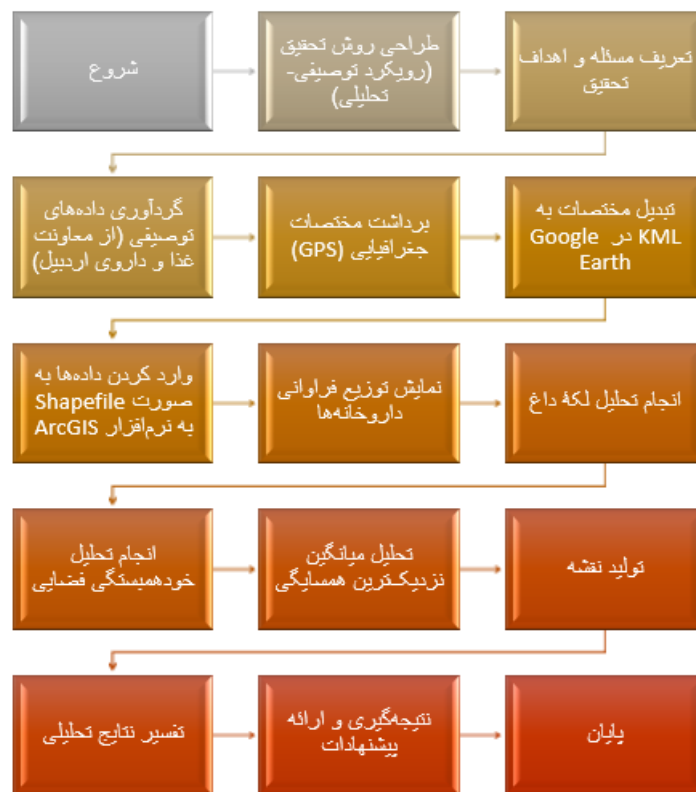 شروع
طراحی روش تحقیق
(رویکرد توصیفی-
تحلیلی)
تعریف مسئله و اهداف
تحقیق
گردآوری داده‌های
توصیفی (از معاونت
غذا و داروی اردبیل)
برداشت مختصات
جغرافیایی (GPS)
تبدیل مختصات به
KML در Google
Earth
وارد کردن داده‌ها به
صورت Shapefile
به نرم‌افزار ArcGIS
نمایش توزیع فراوانی
داروخانه‌ها
انجام تحلیل لکهٔ داغ
انجام تحلیل
خودهمبستگی فضایی
تحلیل میانگین
نزدیک‌ترین همسایگی
تولید نقشه
تفسیر نتایج تحلیلی
نتیجه‌گیری و ارائه
پیشنهادات
پایان